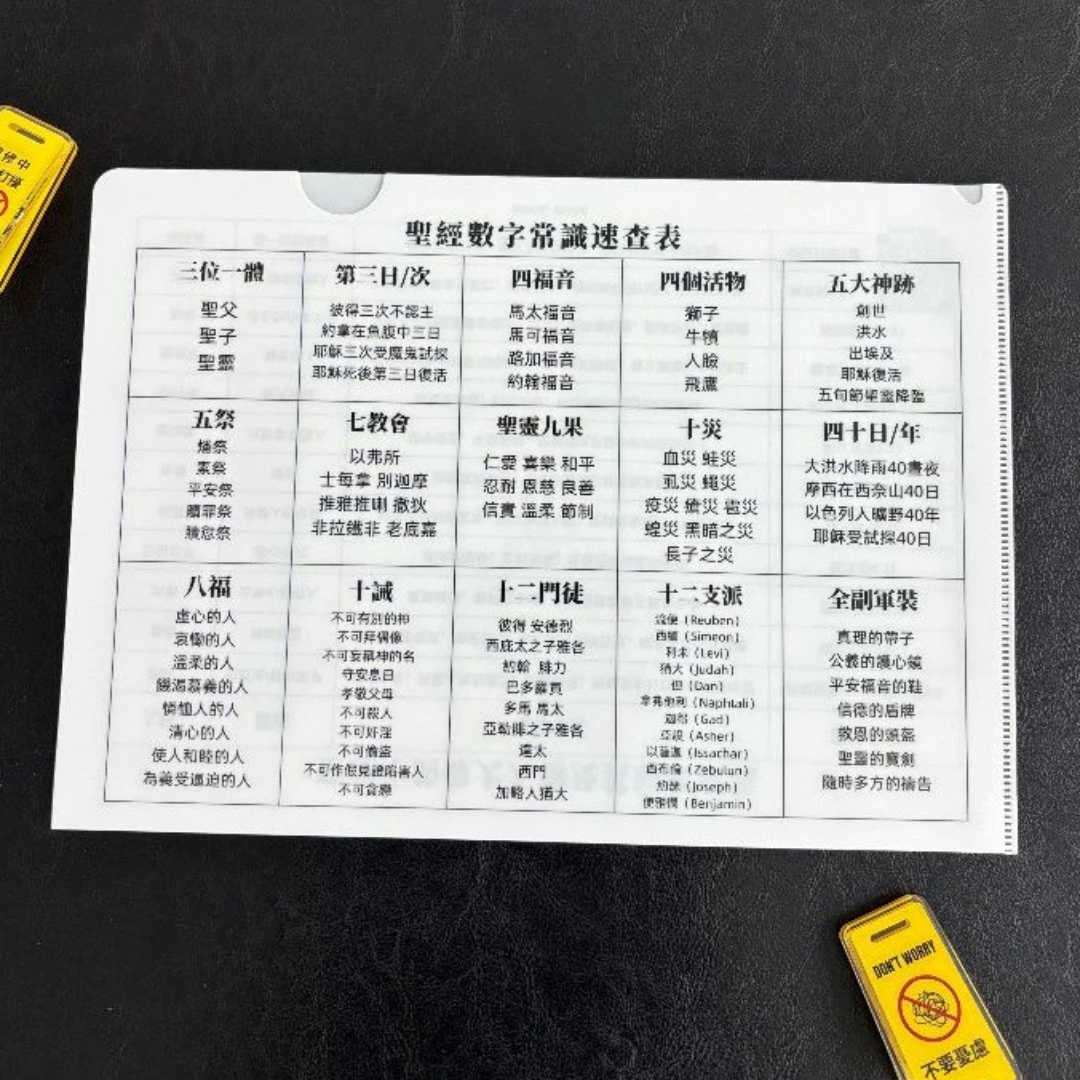 聖經數字常識速查表
三位一體
聖父
聖子
聖靈
第三日/次
彼得三次不認主
約拿在魚腹中三日
耶穌三次受魔鬼試探
耶穌死後第三日復活
四福音
馬太福音
馬可福音
路加福音
約翰福音
四個活物
獅子
牛犢
人臉
飛鷹
五大神跡
創世
洪水
出埃及
耶穌復活
五旬節聖靈降臨
五祭
燔祭
素祭
平安祭
贖罪祭
贖愆祭
七教會
以弗所
士每拿 別迦摩
推雅推喇 撒狄
非拉鐵非 老底嘉
聖靈九果
仁愛 喜樂 和平
忍耐 恩慈 良善
信實 溫柔 節制
十災
血災 蛙災
虱災 蠅災
疫災 瘡災 雹災
蝗災 黑暗之災
長子之災
四十日/年
大洪水降雨40晝夜
摩西在西奈山40日
以色列人曠野40年
耶穌受試探40日
八福
虛心的人
哀慟的人
溫柔的人
饑渴慕義的人
憐恤人的人
清心的人
使人和睦的人
為義受逼迫的人
十誡
不可有別的神
不可拜偶像
不可妄稱神的名
守安息日
孝敬父母
不可殺人
不可奸淫
不可偷盜
不可作假見證陷害人
不可貪戀
十二門徒
彼得 安德烈
西庇太之子雅各
約翰 腓力
巴多羅買
多馬 馬太
亞勒腓之子雅各
達太
西門
加略人猶大
十二支派
流便 (Reuben)
西緬 (Simeon)
利未 (Levi)
猶大 (Judah)
但 (Dan)
拿弗他利 (Naphtali)
迦得 (Gad)
亞設 (Asher)
以薩迦 (Issachar)
西布倫 (Zebulun)
約瑟 (Joseph)
便雅憫 (Benjamin)
全副軍裝
真理的帶子
公義的護心鏡
平安福音的鞋
信德的盾牌
救恩的頭盔
聖靈的寶劍
隨時多方的禱告
修中
打擾
DON'T WORRY
不要憂慮